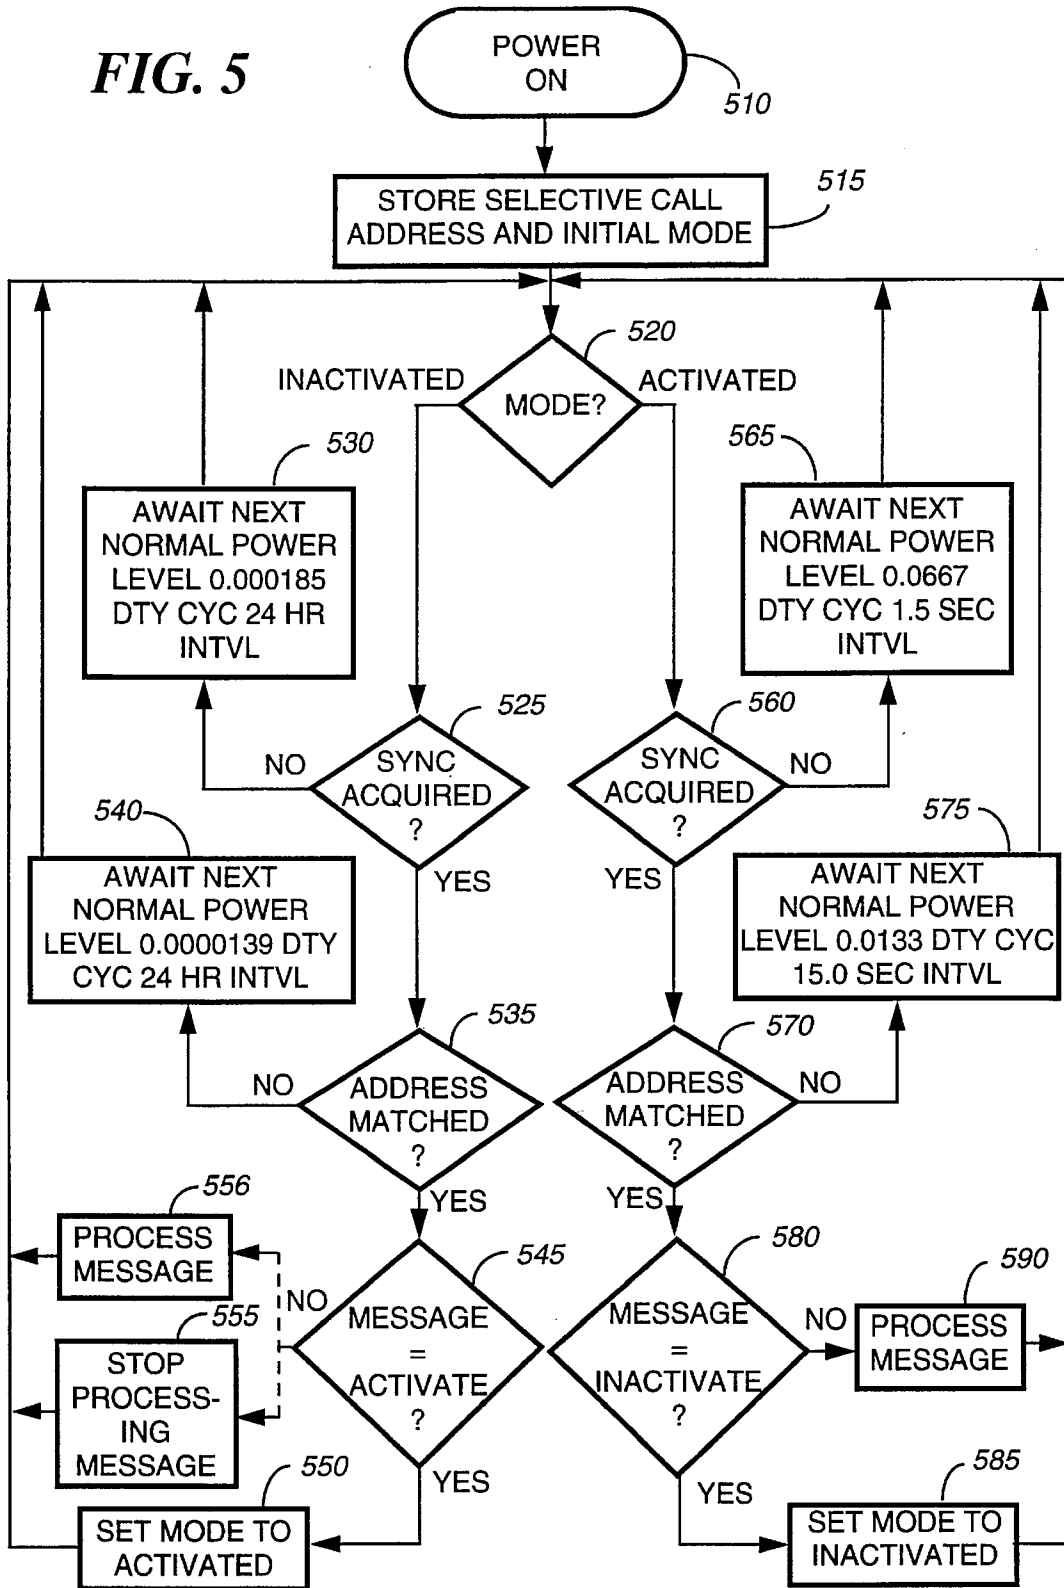 FIG. 5
POWER
ON
510
STORE SELECTIVE CALL
ADDRESS AND INITIAL MODE
515
520
INACTIVATED
MODE?
ACTIVATED
530
AWAIT NEXT
NORMAL POWER
LEVEL 0.000185
DTY CYC 24 HR
INTVL
565
AWAIT NEXT
NORMAL POWER
LEVEL 0.0667
DTY CYC 1.5 SEC
INTVL
525
NO
SYNC
ACQUIRED
?
YES
560
SYNC
ACQUIRED
?
NO
YES
540
AWAIT NEXT
NORMAL POWER
LEVEL 0.0000139 DTY
CYC 24 HR INTVL
575
AWAIT NEXT
NORMAL POWER
LEVEL 0.0133 DTY CYC
15.0 SEC INTVL
535
NO
ADDRESS
MATCHED
?
YES
570
ADDRESS
MATCHED
?
NO
YES
556
PROCESS
MESSAGE
555
STOP
PROCESS-
ING
MESSAGE
545
NO
MESSAGE
=
ACTIVATE
?
YES
580
MESSAGE
=
INACTIVATE
?
NO
YES
590
PROCESS
MESSAGE
550
SET MODE TO
ACTIVATED
585
SET MODE TO
INACTIVATED